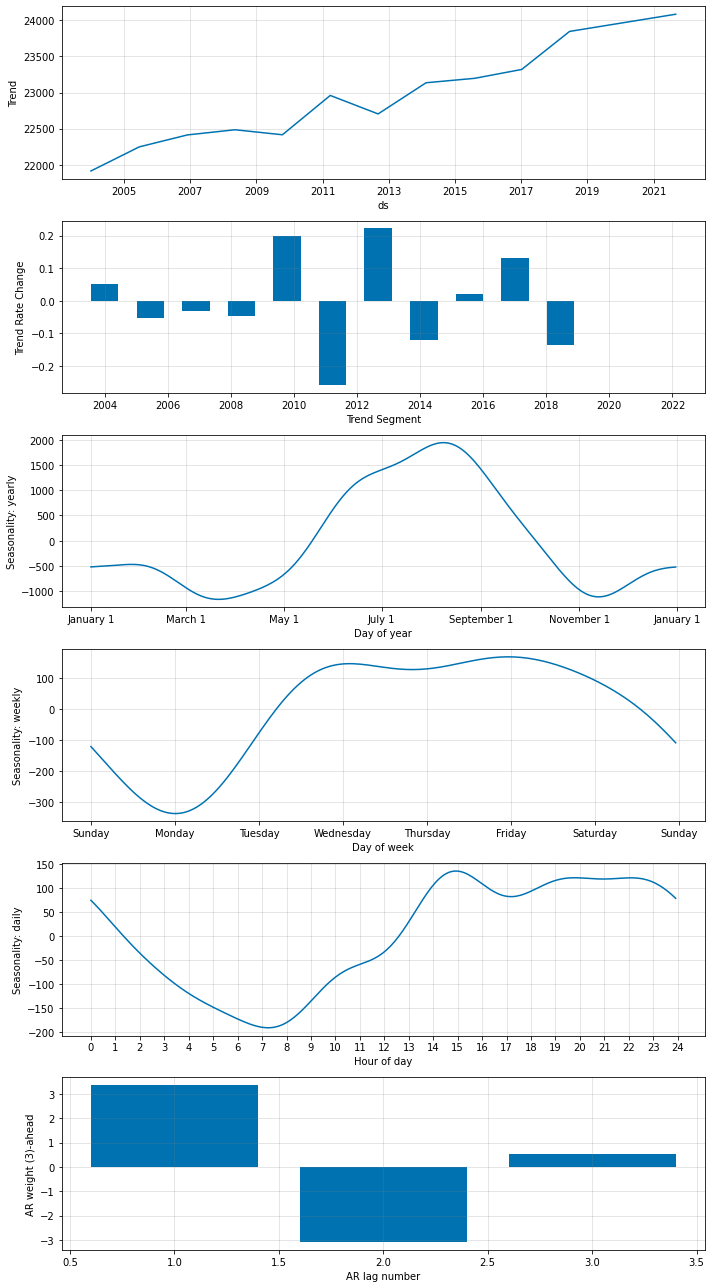 24000
23500
23000
22500
22000
Trend
2005 2007 2009 2011 2013 2015 2017 2019 2021
ds
0.2
0.1
0.0
−0.1
−0.2
Trend Rate Change
2004 2006 2008 2010 2012 2014 2016 2018 2020 2022
Trend Segment
2000
1500
1000
500
0
−500
−1000
Seasonality: yearly
January 1 March 1 May 1 July 1 September 1 November 1 January 1
Day of year
100
0
−100
−200
−300
Seasonality: weekly
Sunday Monday Tuesday Wednesday Thursday Friday Saturday Sunday
Day of week
150
100
50
0
−50
−100
−150
−200
Seasonality: daily
0 1 2 3 4 5 6 7 8 9 10 11 12 13 14 15 16 17 18 19 20 21 22 23 24
Hour of day
3
2
1
0
−1
−2
−3
AR weight (3)-ahead
0.5 1.0 1.5 2.0 2.5 3.0 3.5
AR lag number